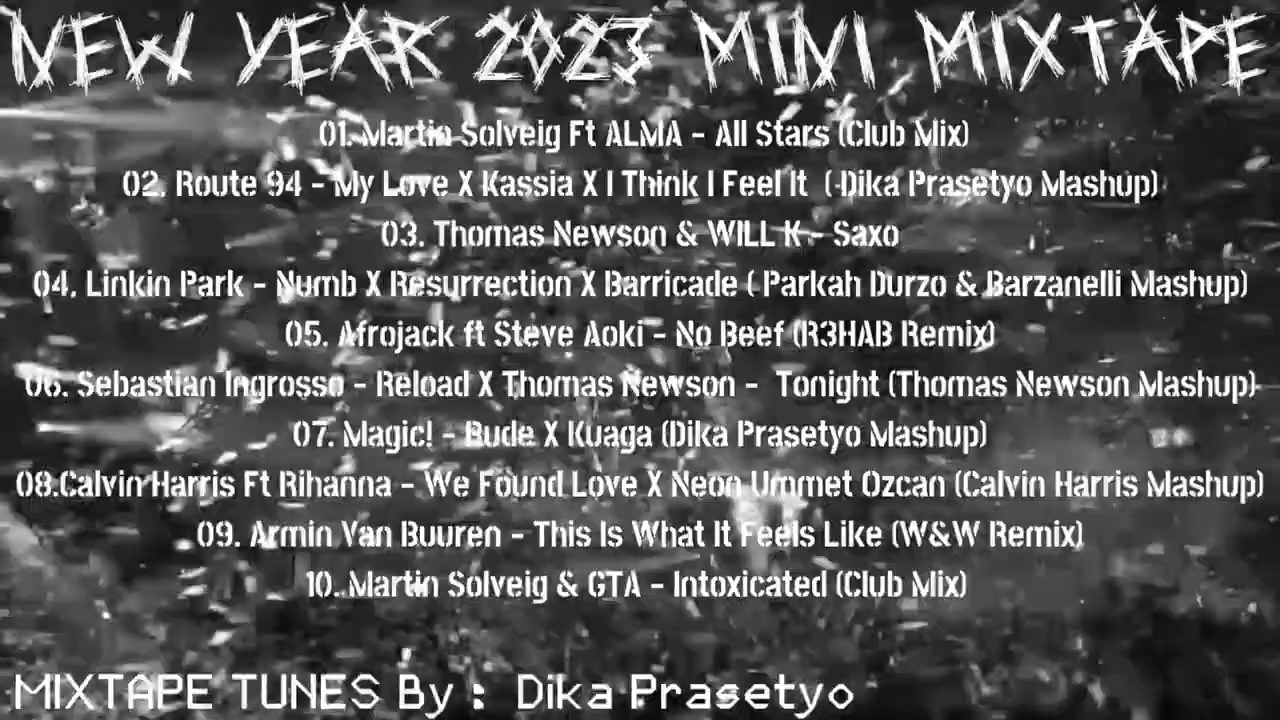 NEW YEAR 2023 MINI MIXTAPE
01. Martin Solveig Ft ALMA - All Stars (Club Mix)
02. Route 94 - My Love X Kassia X I Think I Feel It ( Dika Prasetyo Mashup)
03. Thomas Newson & WILL K - Saxo
04. Linkin Park - Numb X Resurrection X Barricade ( Parkah Durzo & Barzanelli Mashup)
05. Afrojack ft Steve Aoki - No Beef (R3HAB Remix)
06. Sebastian Ingrosso - Reload X Thomas Newson - Tonight (Thomas Newson Mashup)
07. Magic! - Rude X Kuaga (Dika Prasetyo Mashup)
08.Calvin Harris Ft Rihanna - We Found Love X Neon Ummet Ozcan (Calvin Harris Mashup)
09. Armin Van Buuren - This Is What It Feels Like (W&W Remix)
10. Martin Solveig & GTA - Intoxicated (Club Mix)
MIXTAPE TUNES By : Dika Prasetyo